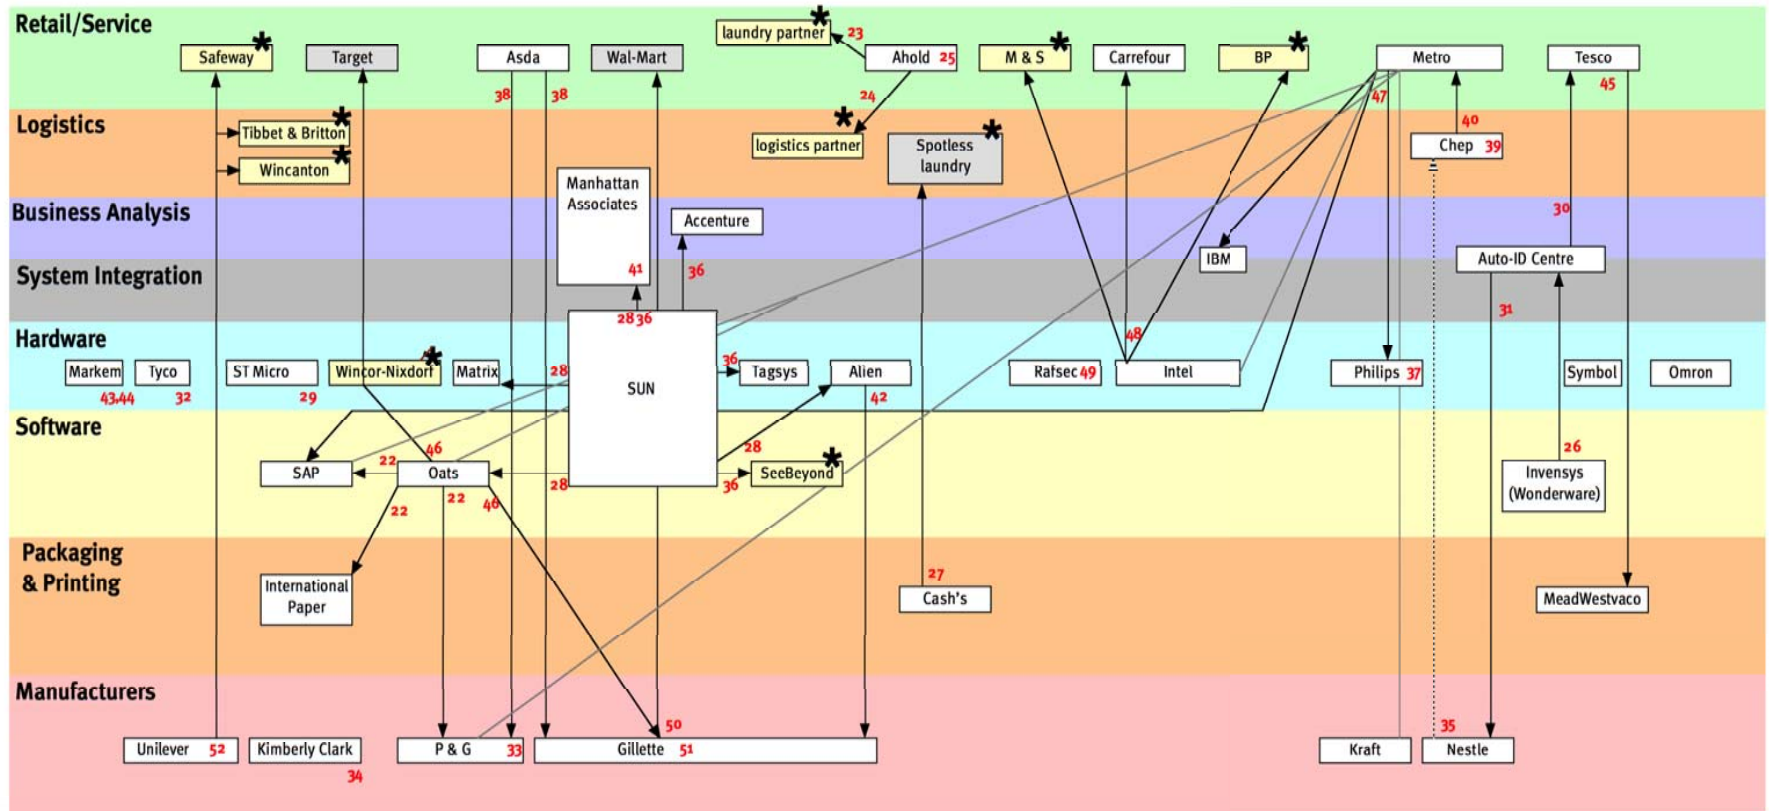 Retail/Service
*
laundry partner
23
*
Safeway
Target
Asda
Wal-Mart
Ahold 25
*
M & S
Carrefour
*
BP
Metro
Tesco
38
38
24
47
45
Logistics
*
Tibbet & Britton
*
logistics partner
*
Spotless
laundry
40
Chep 39
*
Wincanton
Manhattan
Associates
41
Business Analysis
Accenture
30
System Integration
36
IBM
Auto-ID Centre
31
Hardware
28 36
48
Markem
43,44
Tyco
32
ST Micro
29
*
Wincor-Nixdorf
Matrix
28
SUN
36
Tagsys
Alien
42
Rafsec 49
Intel
Philips 37
Symbol
Omron
Software
46
28
26
SAP
22
Oats
28
36
*
SeeBeyond
Invensys
(Wonderware)
22
22
46
Packaging
& Printing
International
Paper
27
Cash's
MeadWestvaco
Manufacturers
50
35
Unilever 52
Kimberly Clark
34
P & G 33
Gillette 51
Kraft
Nestle